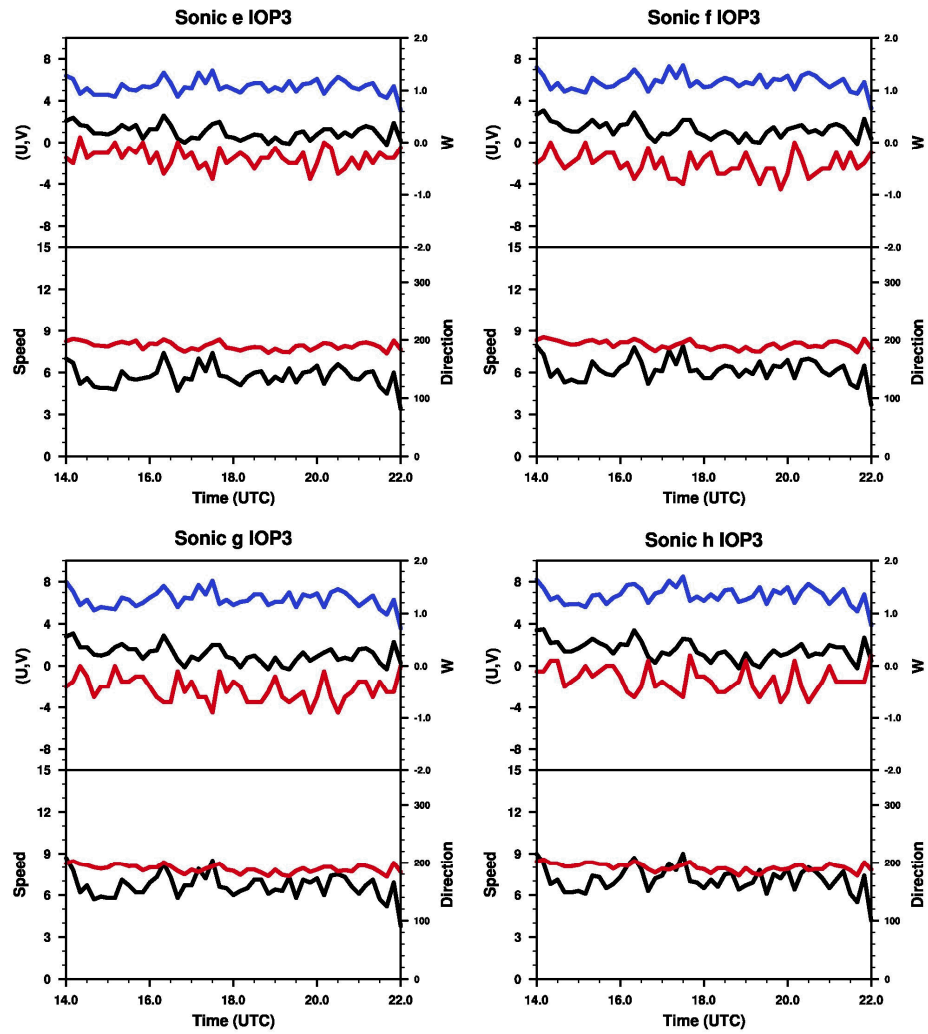 Sonic e IOP3
8
4
0
-4
-8
(U,V)
2.0
1.0
0.0
-1.0
-2.0
W
15
12
9
6
3
0
Speed
300
200
100
0
Direction
14.0 16.0 18.0 20.0 22.0
Time (UTC)
Sonic f IOP3
8
4
0
-4
-8
(U,V)
2.0
1.0
0.0
-1.0
-2.0
W
15
12
9
6
3
0
Speed
300
200
100
0
Direction
14.0 16.0 18.0 20.0 22.0
Time (UTC)
Sonic g IOP3
8
4
0
-4
-8
(U,V)
2.0
1.0
0.0
-1.0
-2.0
W
15
12
9
6
3
0
Speed
300
200
100
0
Direction
14.0 16.0 18.0 20.0 22.0
Time (UTC)
Sonic h IOP3
8
4
0
-4
-8
(U,V)
2.0
1.0
0.0
-1.0
-2.0
W
15
12
9
6
3
0
Speed
300
200
100
0
Direction
14.0 16.0 18.0 20.0 22.0
Time (UTC)